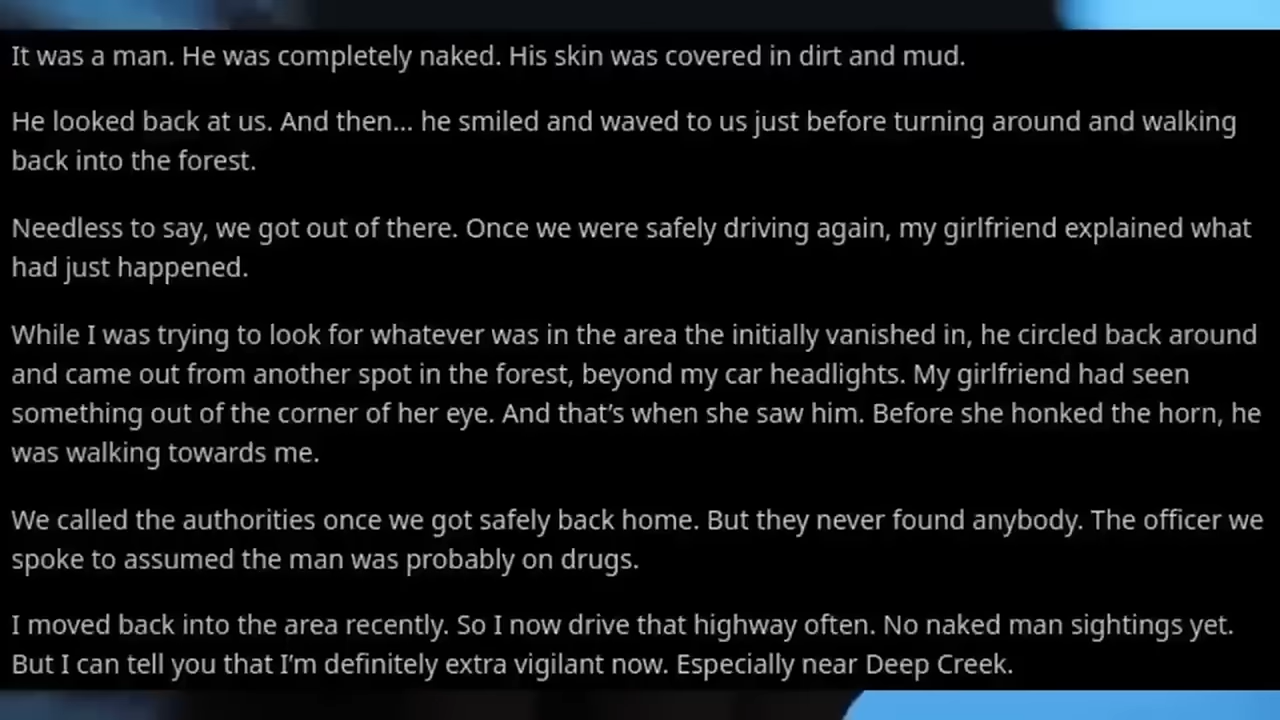 It was a man. He was completely naked. His skin was covered in dirt and mud.
He looked back at us. And then... he smiled and waved to us just before turning around and walking
back into the forest.
Needless to say, we got out of there. Once we were safely driving again, my girlfriend explained what
had just happened.
While I was trying to look for whatever was in the area the initially vanished in, he circled back around
and came out from another spot in the forest, beyond my car headlights. My girlfriend had seen
something out of the corner of her eye. And that’s when she saw him. Before she honked the horn, he
was walking towards me.
We called the authorities once we got safely back home. But they never found anybody. The officer we
spoke to assumed the man was probably on drugs.
I moved back into the area recently. So I now drive that highway often. No naked man sightings yet.
But I can tell you that I’m definitely extra vigilant now. Especially near Deep Creek.